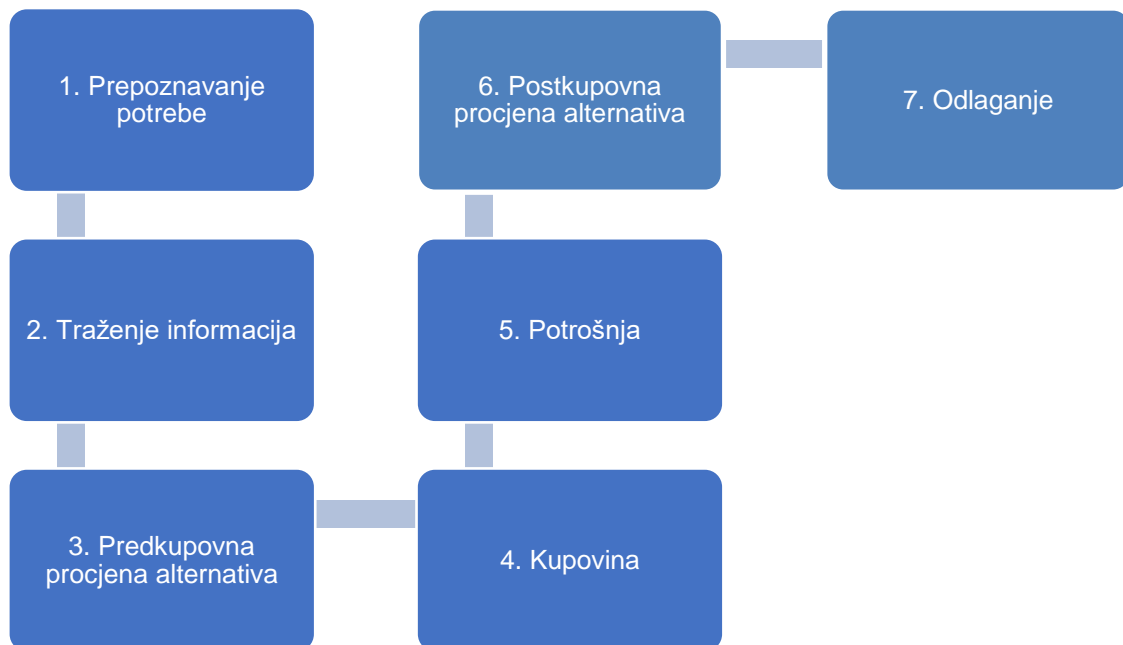 1. Prepoznavanje
potrebe
2. Traženje informacija
3. Predkupovna
procjena alternativa
4. Kupovina
5. Potrošnja
6. Postkupovna
procjena alternativa
7. Odlaganje